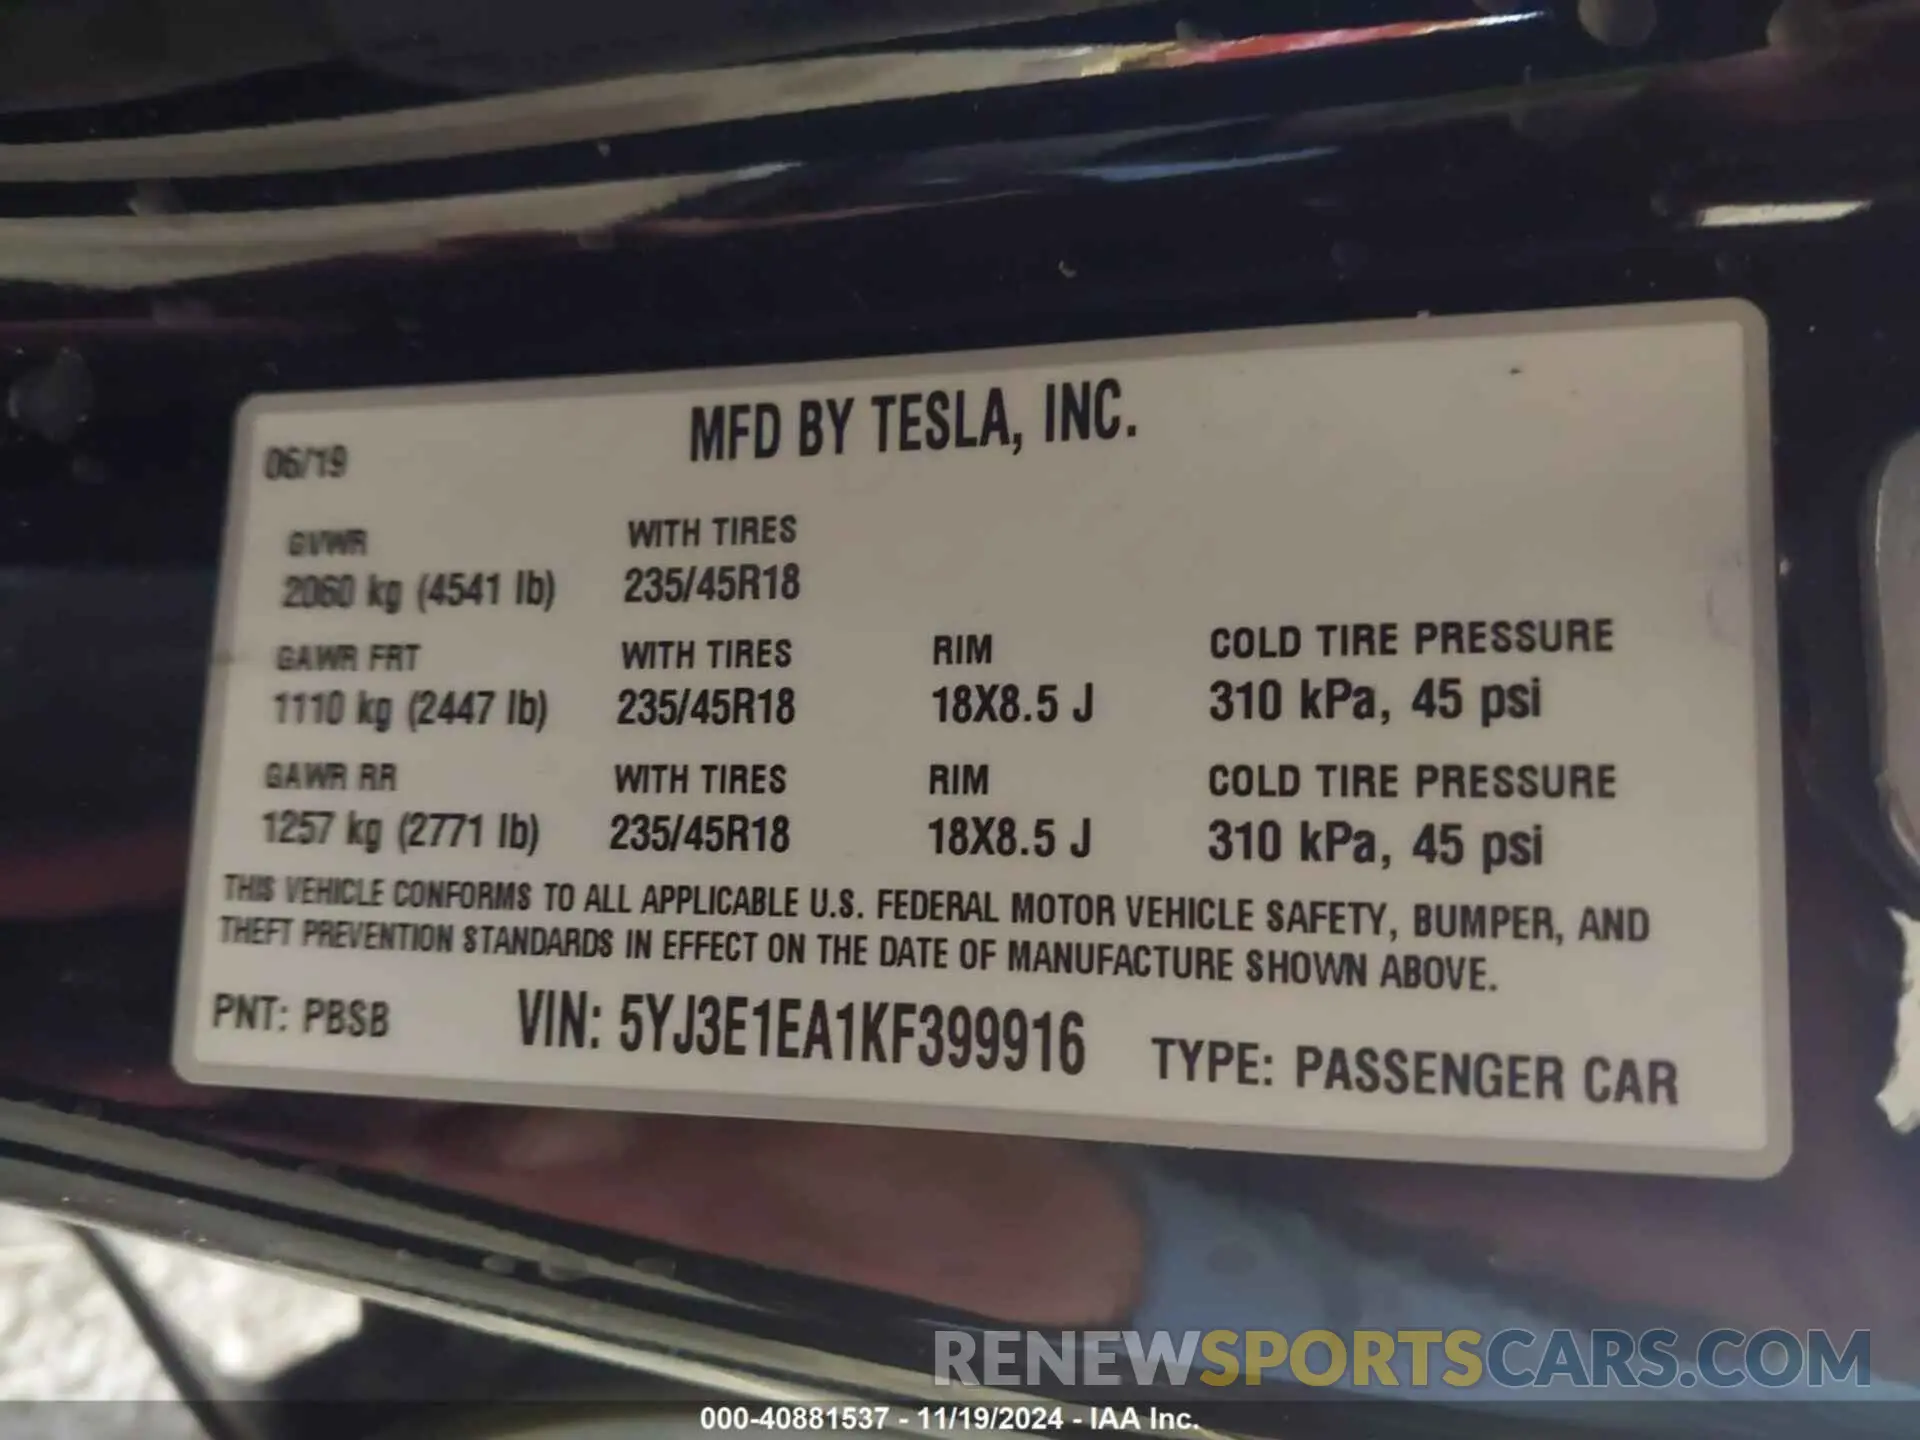 MFD BY TESLA, INC.
06/19
GVWR WITH TIRES
2060 kg (4541 lb) 235/45R18
GAWR FRT WITH TIRES RIM COLD TIRE PRESSURE
1110 kg (2447 lb) 235/45R18 18X8.5 J 310 kPa, 45 psi
GAWR RR WITH TIRES RIM COLD TIRE PRESSURE
1257 kg (2771 lb) 235/45R18 18X8.5 J 310 kPa, 45 psi
THIS VEHICLE CONFORMS TO ALL APPLICABLE U.S. FEDERAL MOTOR VEHICLE SAFETY, BUMPER, AND
THEFT PREVENTION STANDARDS IN EFFECT ON THE DATE OF MANUFACTURE SHOWN ABOVE.
PNT: PBSB VIN: 5YJ3E1EA1KF399916 TYPE: PASSENGER CAR
RENEWSPORTSCARS.COM
000-40881537 - 11/19/2024 - IAA Inc.